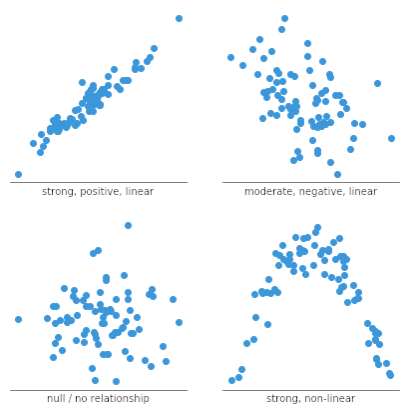 strong, positive, linear
moderate, negative, linear
null / no relationship
strong, non-linear